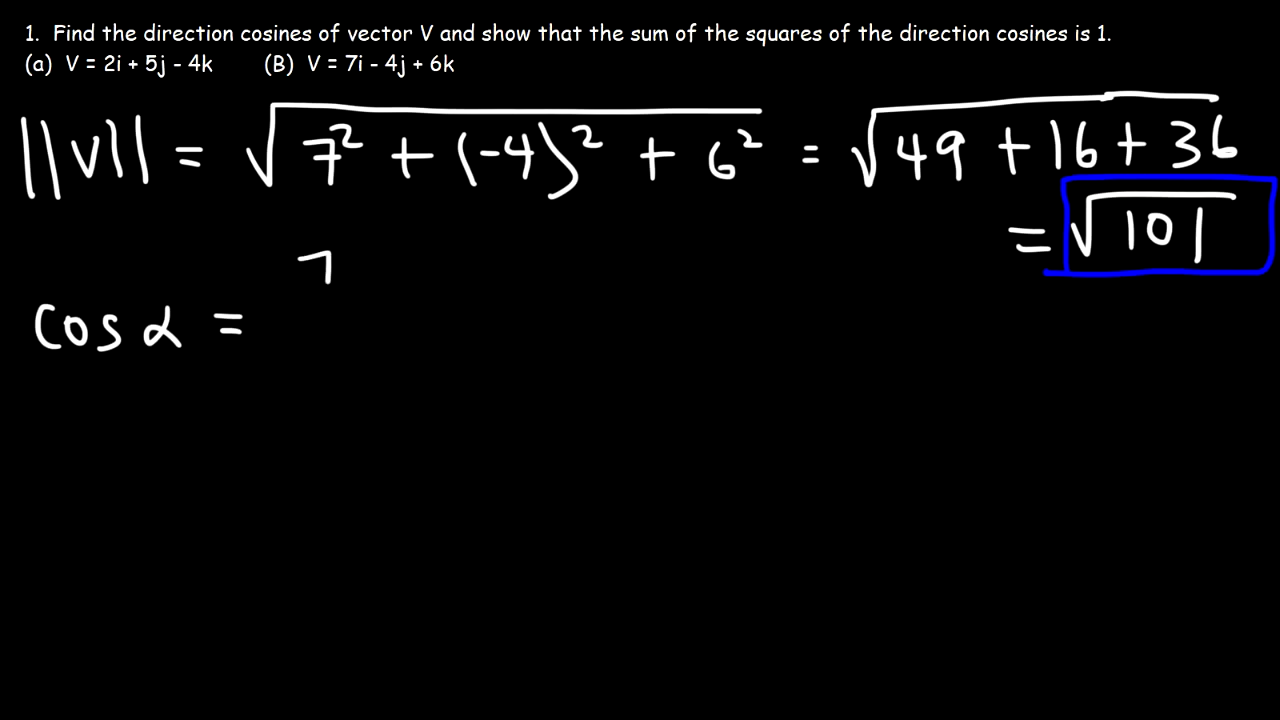 1. Find the direction cosines of vector V and show that the sum of the squares of the direction cosines is 1.
(a) V = 2i + 5j - 4k (B) V = 7i - 4j + 6k
||V|| = √7² + (-4)² + 6² = √49 + 16 + 36
= √101
cos α = 7